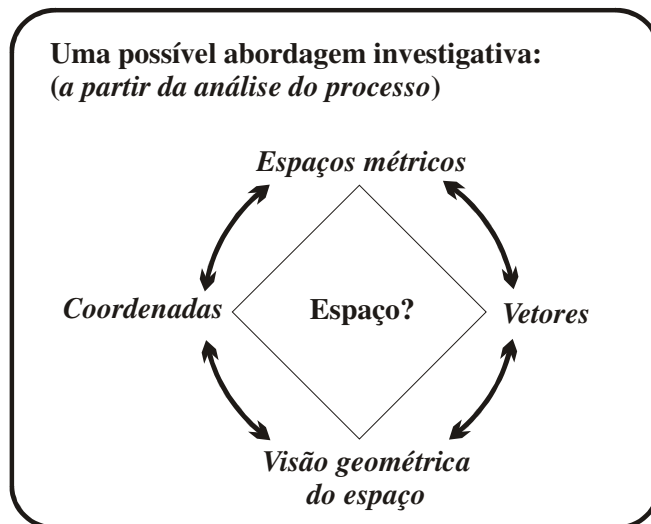 Uma possível abordagem investigativa:
(a partir da análise do processo)
Espaços métricos
Coordenadas
Espaço?
Vetores
Visão geométrica
do espaço